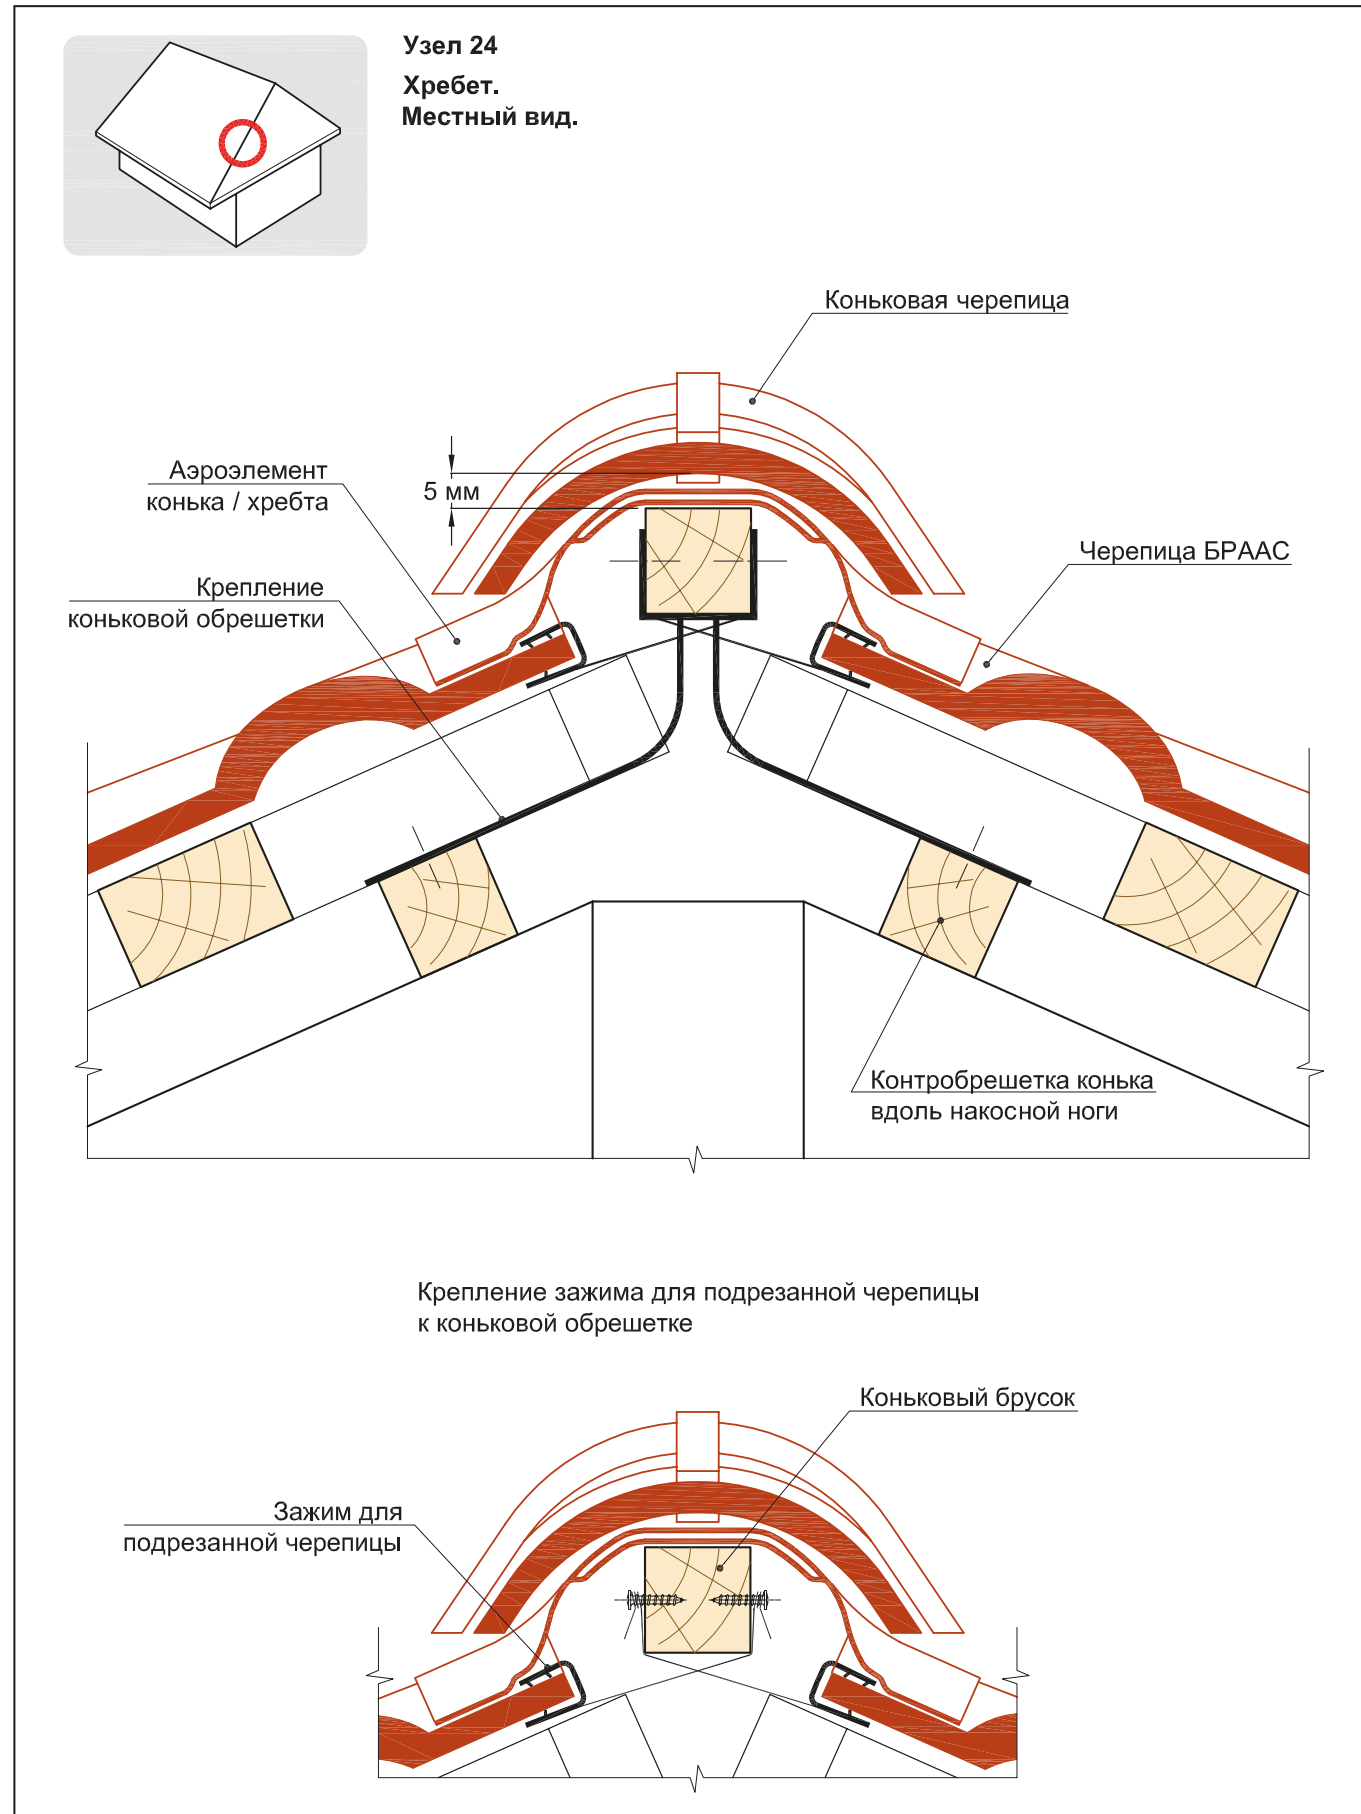 Узел 24
Хребет.
Местный вид.
Коньковая черепица
Аэроэлемент
конька / хребта
5 мм
Черепица БРААС
Крепление
коньковой обрешетки
Контробрешетка конька
вдоль накосной ноги
Крепление зажима для подрезанной черепицы
к коньковой обрешетке
Коньковый брусок
Зажим для
подрезанной черепицы